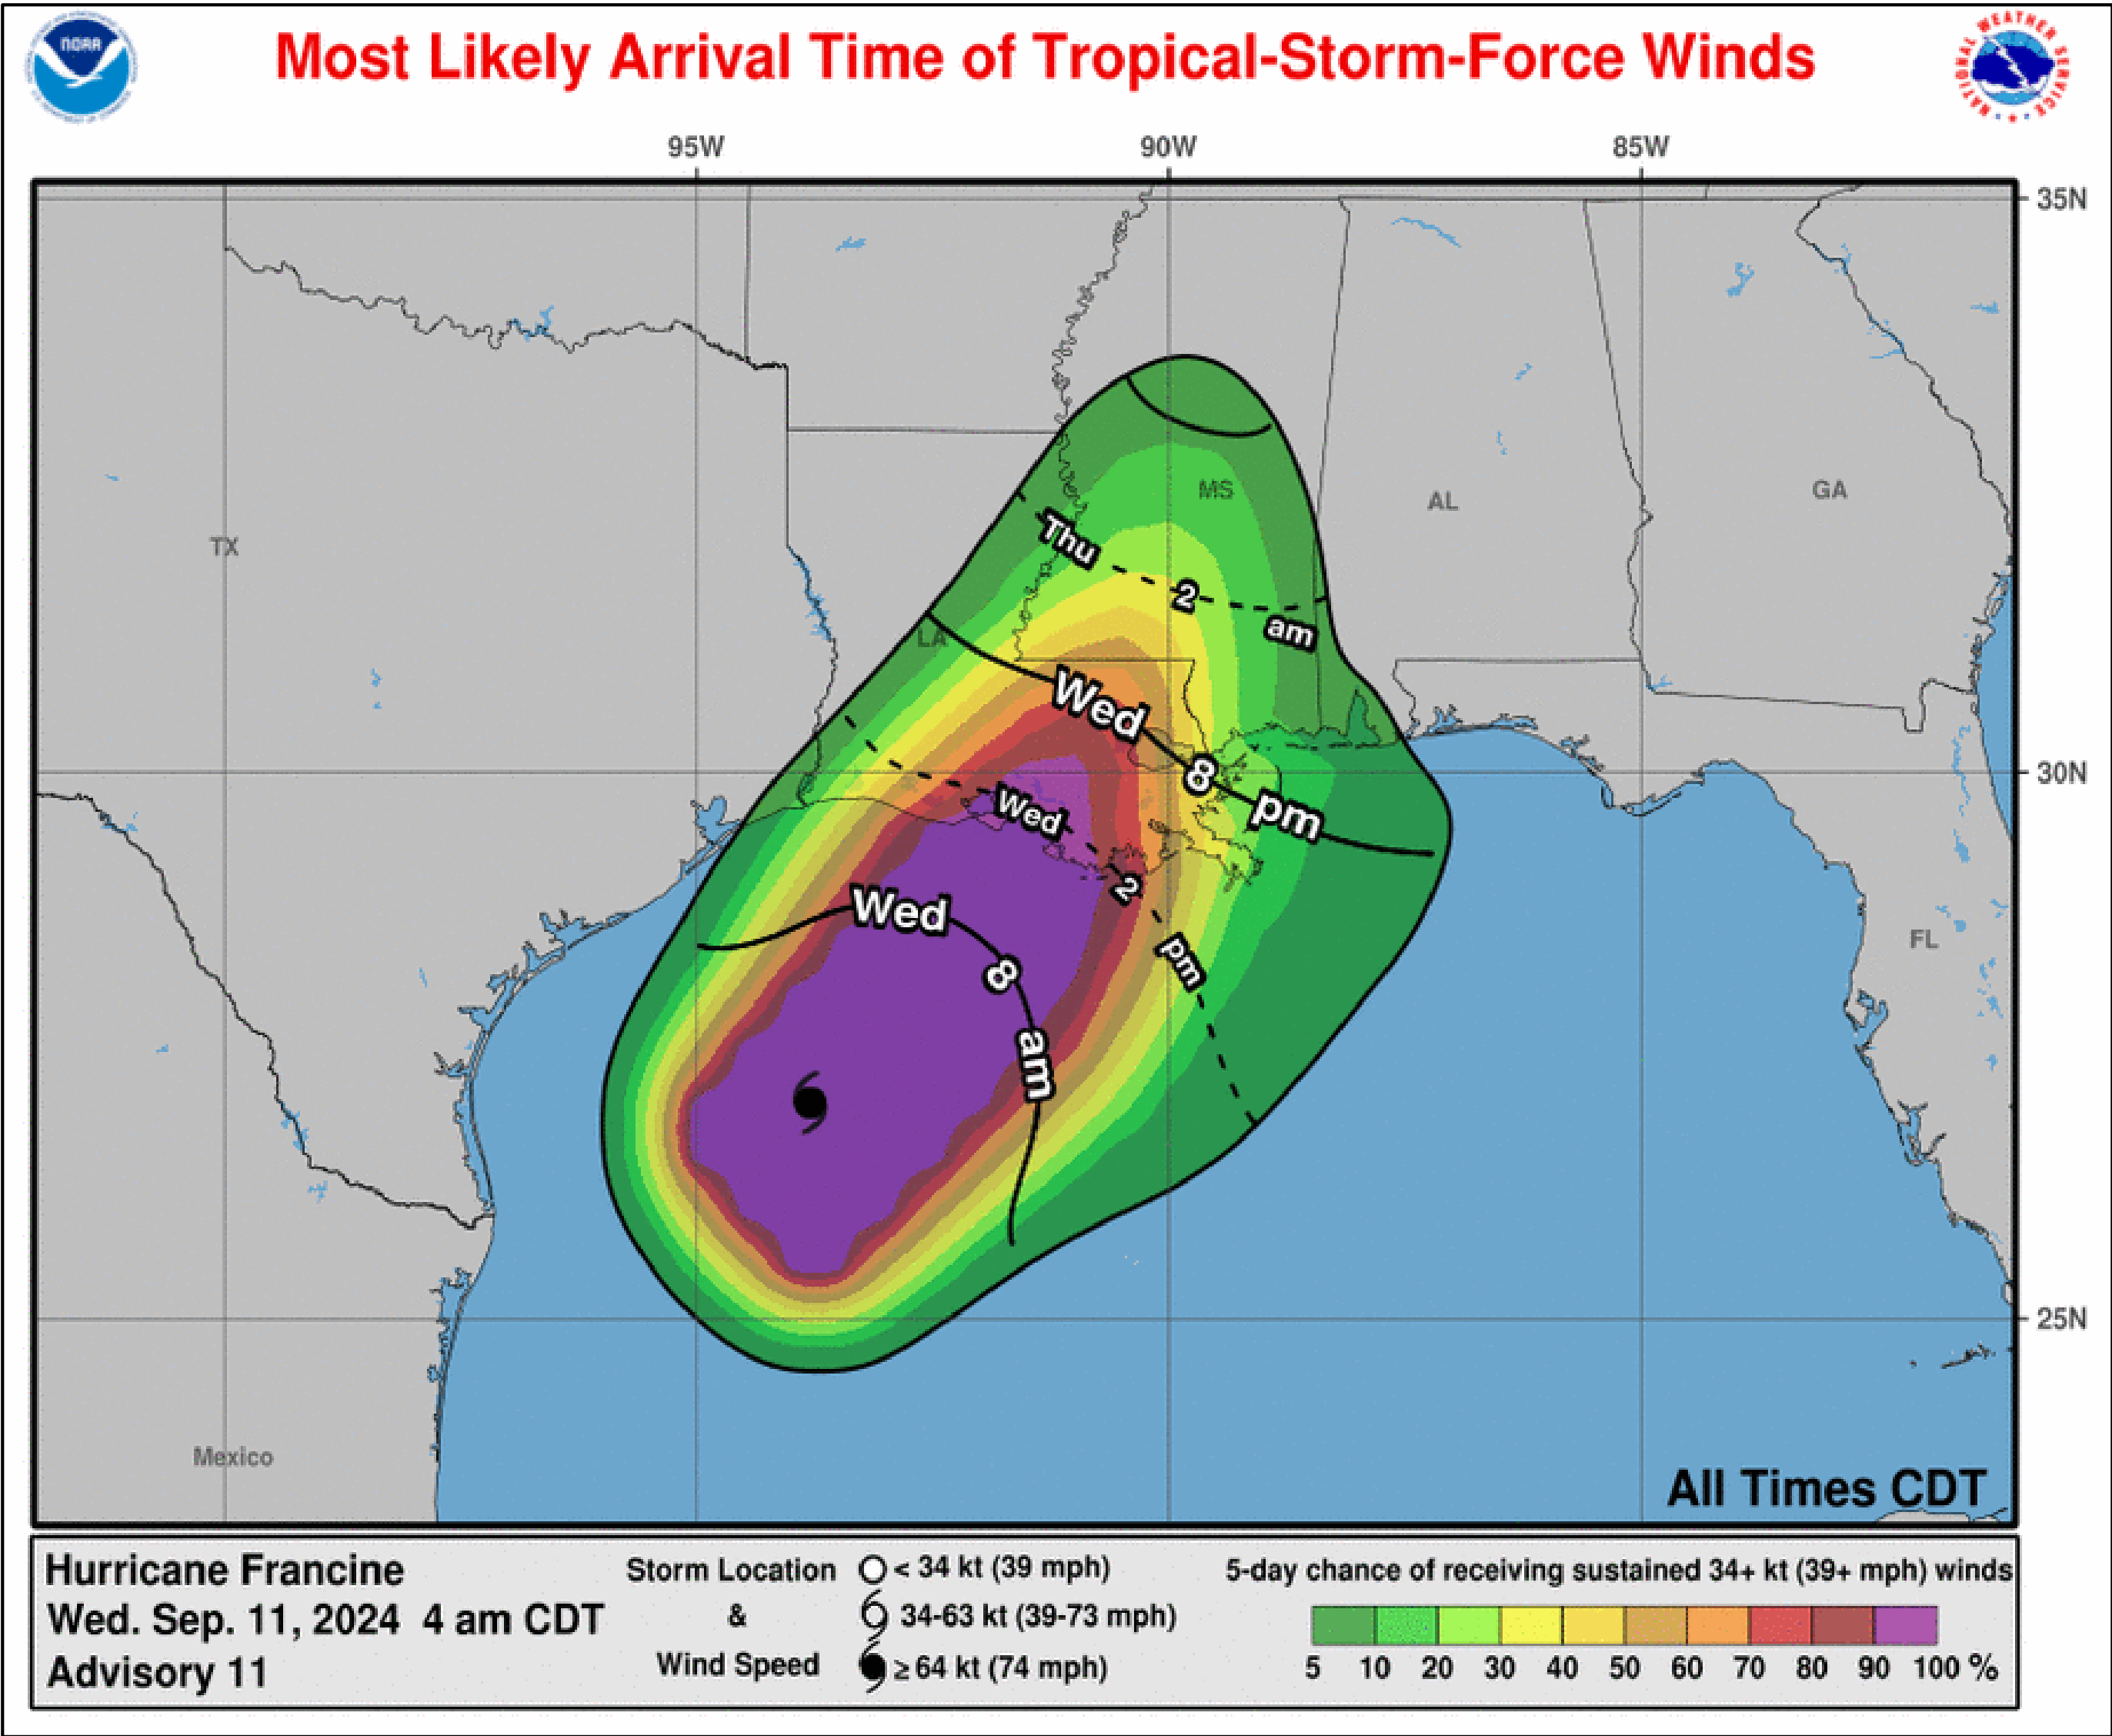 NOAA
Most Likely Arrival Time of Tropical-Storm-Force Winds
NATIONAL WEATHER SERVICE
95W 90W 85W
35N
MS
AL
GA
TX
Thu 2 am
LA
Wed 8 pm
30N
Wed 2 pm
Wed 8 am
FL
25N
Mexico
All Times CDT
Hurricane Francine
Wed. Sep. 11, 2024 4 am CDT
Advisory 11
Storm Location
&
Wind Speed
< 34 kt (39 mph)
34-63 kt (39-73 mph)
≥ 64 kt (74 mph)
5-day chance of receiving sustained 34+ kt (39+ mph) winds
5 10 20 30 40 50 60 70 80 90 100 %